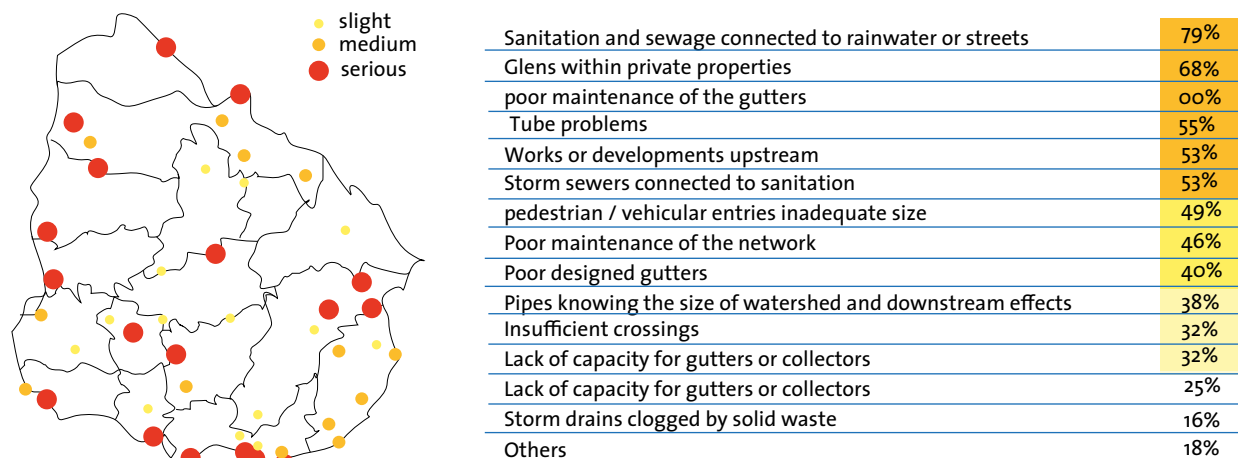 slight
medium
serious
Sanitation and sewage connected to rainwater or streets 79%
Glens within private properties 68%
poor maintenance of the gutters 00%
Tube problems 55%
Works or developments upstream 53%
Storm sewers connected to sanitation 53%
pedestrian / vehicular entries inadequate size 49%
Poor maintenance of the network 46%
Poor designed gutters 40%
Pipes knowing the size of watershed and downstream effects 38%
Insufficient crossings 32%
Lack of capacity for gutters or collectors 32%
Lack of capacity for gutters or collectors 25%
Storm drains clogged by solid waste 16%
Others 18%